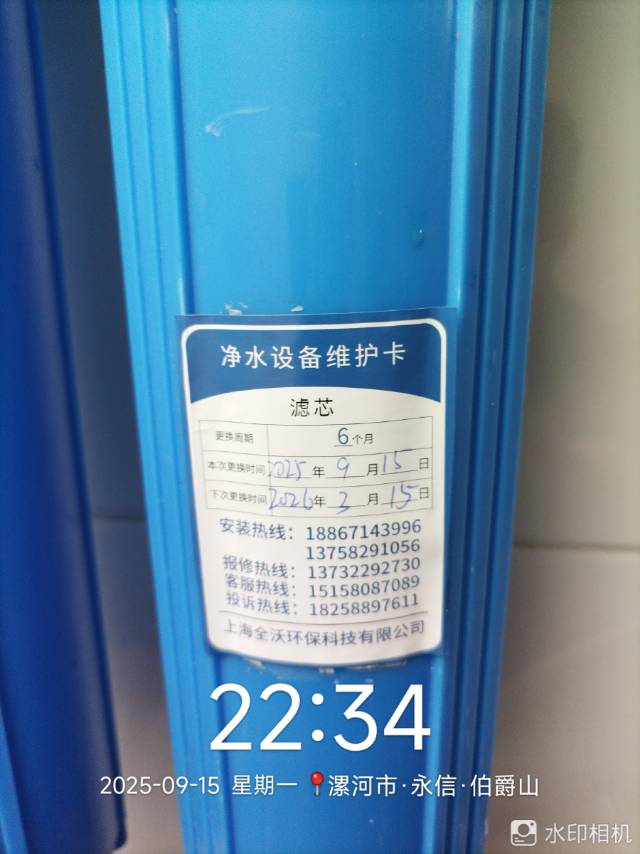 净水设备维护卡
滤芯
更换周期 6个月
本次更换时间 2025年 9月 15日
下次更换时间 2026年 3月 15日
安装热线：18867143996
13758291056
报修热线：13732292730
客服热线：15158087089
投诉热线：18258897611
上海全沃环保科技有限公司
22:34
2025-09-15 星期一 漯河市·永信·伯爵山
水印相机